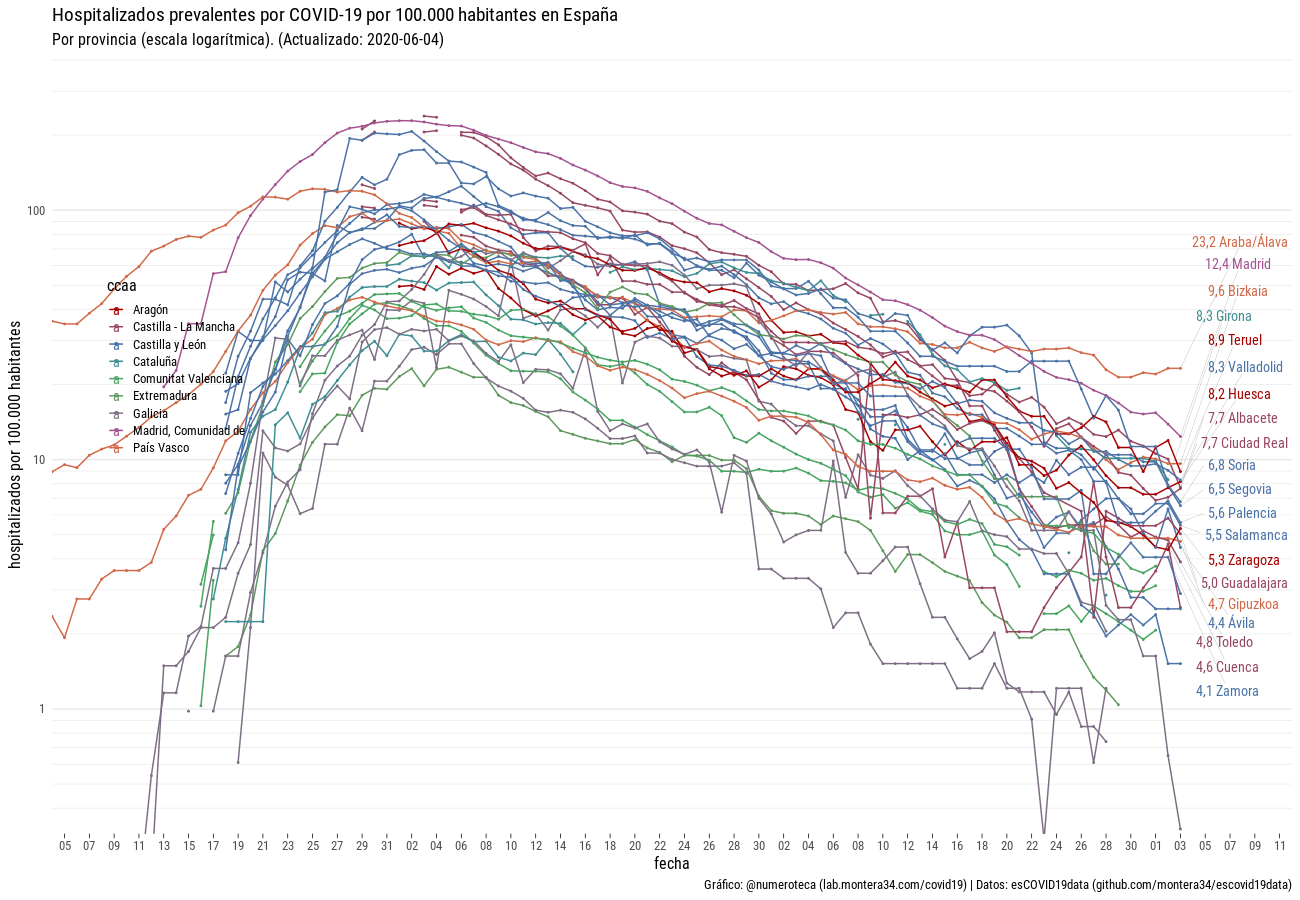 Hospitalizados prevalentes por COVID-19 por 100.000 habitantes en España
Por provincia (escala logarítmica). (Actualizado: 2020-06-04)
hospitalizados por 100.000 habitantes
100
10
1
ccaa
Aragón
Castilla - La Mancha
Castilla y León
Cataluña
Comunitat Valenciana
Extremadura
Galicia
Madrid, Comunidad de
País Vasco
23,2 Araba/Álava
12,4 Madrid
9,6 Bizkaia
8,3 Girona
8,9 Teruel
8,3 Valladolid
8,2 Huesca
7,7 Albacete
7,7 Ciudad Real
6,8 Soria
6,5 Segovia
5,6 Palencia
5,5 Salamanca
5,3 Zaragoza
5,0 Guadalajara
4,7 Gipuzkoa
4,4 Ávila
4,8 Toledo
4,6 Cuenca
4,1 Zamora
05 07 09 11 13 15 17 19 21 23 25 27 29 31 02 04 06 08 10 12 14 16 18 20 22 24 26 28 30 02 04 06 08 10 12 14 16 18 20 22 24 26 28 30 01 03 05 07 09 11
fecha
Gráfico: @numeroteca (lab.montera34.com/covid19) | Datos: esCOVID19data (github.com/montera34/escovid19data)